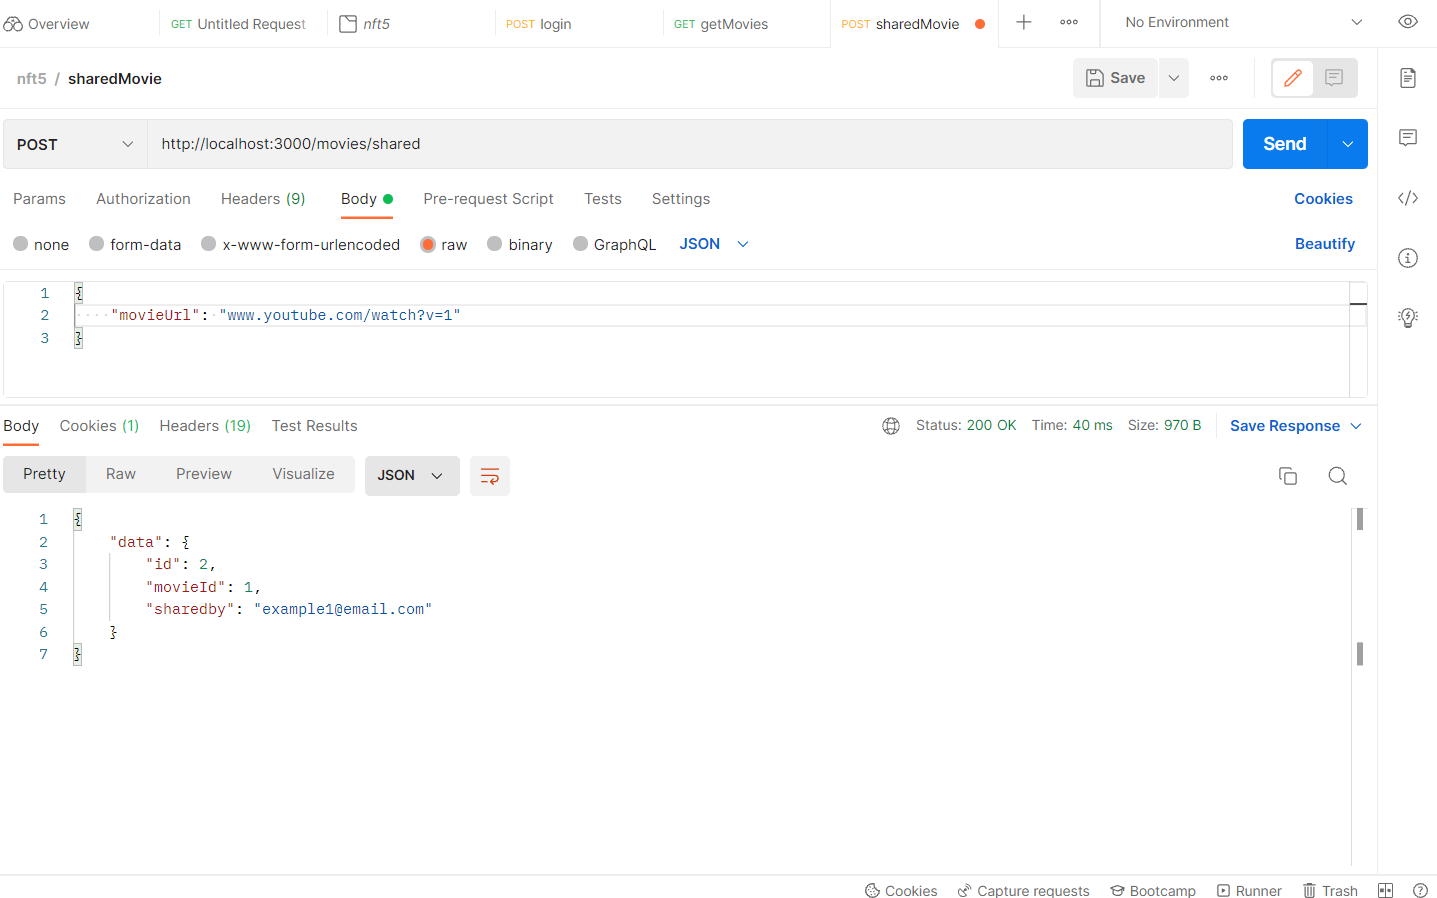 Overview GET Untitled Request nft5 POST login GET getMovies POST sharedMovie No Environment
nft5 / sharedMovie Save
POST http://localhost:3000/movies/shared Send
Params Authorization Headers (9) Body Pre-request Script Tests Settings Cookies
none form-data x-www-form-urlencoded raw binary GraphQL JSON Beautify
1 {
2 "movieUrl": "www.youtube.com/watch?v=1"
3 }
Body Cookies (1) Headers (19) Test Results Status: 200 OK Time: 40 ms Size: 970 B Save Response
Pretty Raw Preview Visualize JSON
1 {
2 "data": {
3 "id": 2,
4 "movieId": 1,
5 "sharedby": "example1@email.com"
6 }
7 }
Cookies Capture requests Bootcamp Runner Trash